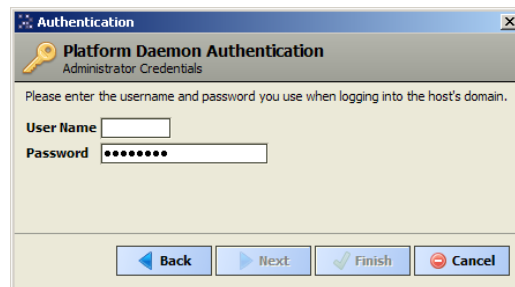 Authentication
Platform Daemon Authentication
Administrator Credentials
Please enter the username and password you use when logging into the host's domain.
User Name
Password ●●●●●●●●
Back Next Finish Cancel